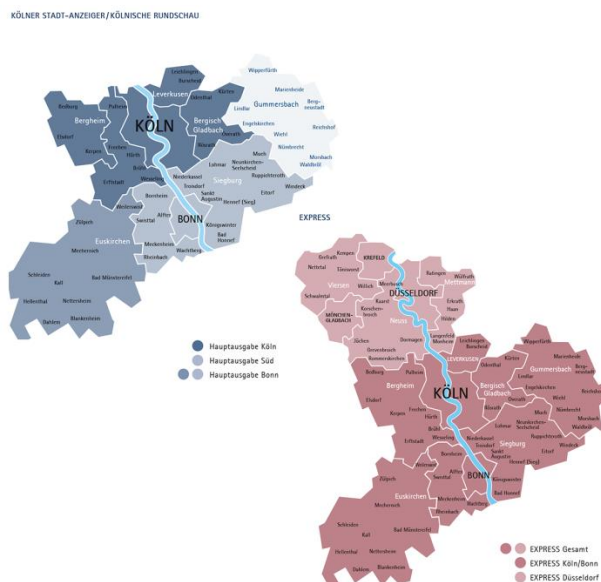 KÖLNER STADT-ANZEIGER/KÖLNISCHE RUNDSCHAU
Leichlingen
Burscheid
Wipperfürth
Leverkusen
Marienheide
Bedburg
Pulheim
Odenthal
Kürten
Gummersbach
Berg-
neustadt
Lindlar
Bergheim
KÖLN
Bergisch
Gladbach
Engelskirchen
Reichshof
Elsdorf
Overath
Wiehl
Kerpen
Frechen
Hürth
Rösrath
Nümbrecht
Morsbach
Waldbröl
Brühl
Much
Erftstadt
Wesseling
Niederkassel
Lohmar
Neunkirchen-
Seelscheid
Ruppichteroth
Bornheim
Troisdorf
Siegburg
Windeck
Weilerswist
Sankt
Augustin
Eitorf
Zülpich
Swisttal
Alfter
BONN
Hennef (Sieg)
Königswinter
Euskirchen
Bad
Honnef
Mechernich
Meckenheim
Wachtberg
Rheinbach
Schleiden
Kall
Bad Münstereifel
Hellenthal
Nettersheim
Dahlem
Blankenheim
Hauptausgabe Köln
Hauptausgabe Süd
Hauptausgabe Bonn
EXPRESS
Kempen
KREFELD
Grefrath
Ratingen
Nettetal
Tönisvorst
Meerbusch
Wülfrath
Mettmann
Viersen
Willich
DÜSSELDORF
Schwalmtal
Kaarst
Erkrath
Haan
MÖNCHEN-
GLADBACH
Korschen-
broich
Neuss
Hilden
Jüchen
Dormagen
Langenfeld
Monheim
Grevenbroich
Rommerskirchen
LEVERKUSEN
Leichlingen
Burscheid
Wipperfürth
Marienheide
Bedburg
Pulheim
Odenthal
Kürten
Gummersbach
Berg-
neustadt
Lindlar
Bergheim
KÖLN
Bergisch
Gladbach
Engelskirchen
Reichshof
Elsdorf
Overath
Wiehl
Kerpen
Frechen
Hürth
Rösrath
Nümbrecht
Morsbach
Waldbröl
Brühl
Much
Erftstadt
Wesseling
Niederkassel
Lohmar
Neunkirchen-
Seelscheid
Ruppichteroth
Bornheim
Troisdorf
Siegburg
Windeck
Sankt
Augustin
Eitorf
Zülpich
Swisttal
Alfter
BONN
Hennef (Sieg)
Königswinter
Euskirchen
Bad Honnef
Mechernich
Meckenheim
Wachtberg
Rheinbach
Schleiden
Kall
Bad Münstereifel
Hellenthal
Nettersheim
Dahlem
Blankenheim
EXPRESS Gesamt
EXPRESS Köln/Bonn
EXPRESS Düsseldorf